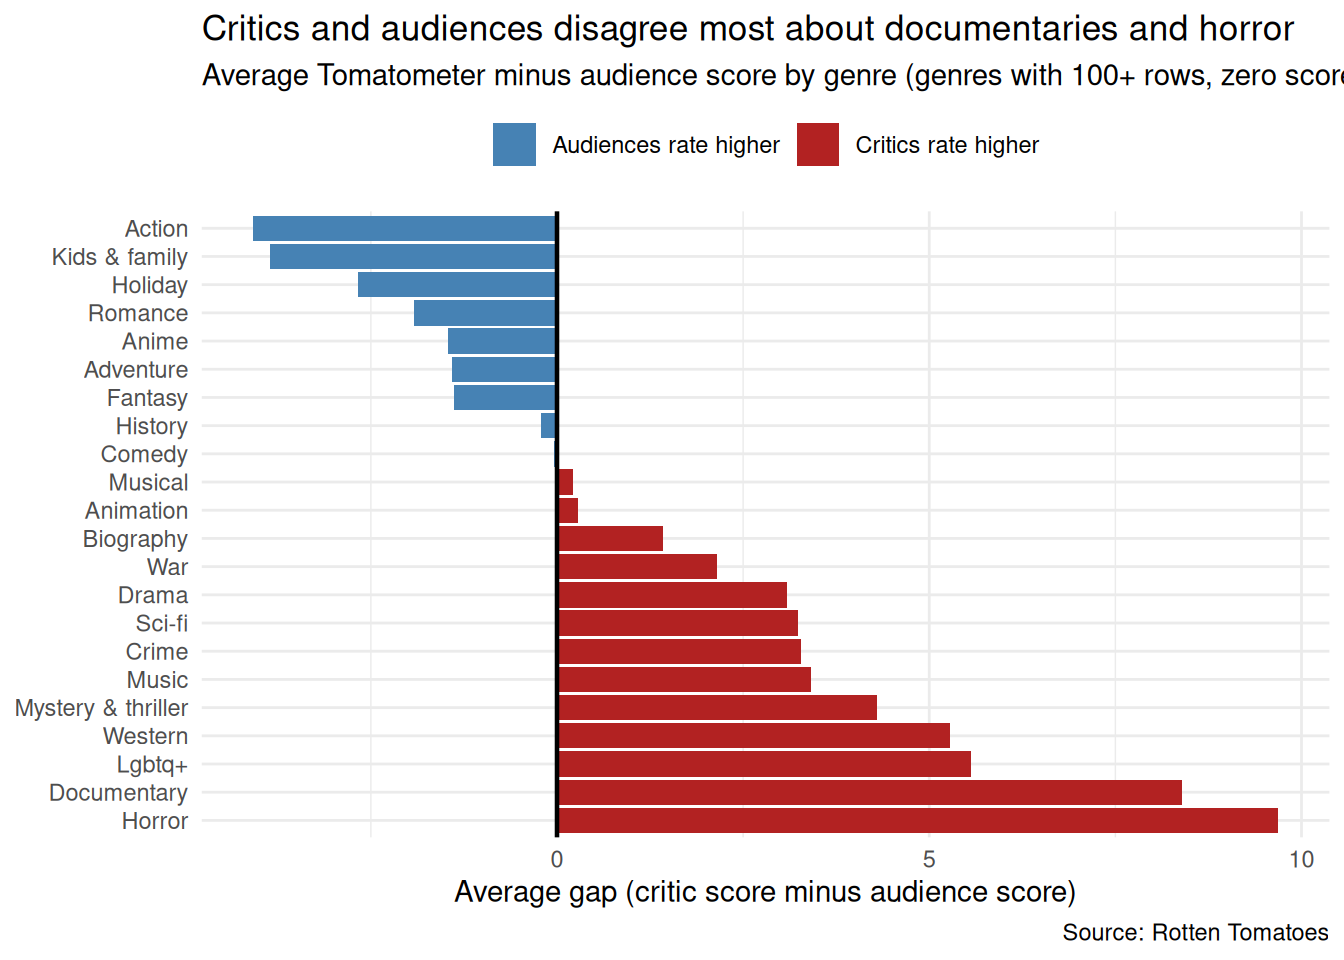 Critics and audiences disagree most about documentaries and horror
Average Tomatometer minus audience score by genre (genres with 100+ rows, zero score
Audiences rate higher
Critics rate higher
Action
Kids & family
Holiday
Romance
Anime
Adventure
Fantasy
History
Comedy
Musical
Animation
Biography
War
Drama
Sci-fi
Crime
Music
Mystery & thriller
Western
Lgbtq+
Documentary
Horror
0 5 10
Average gap (critic score minus audience score)
Source: Rotten Tomatoes